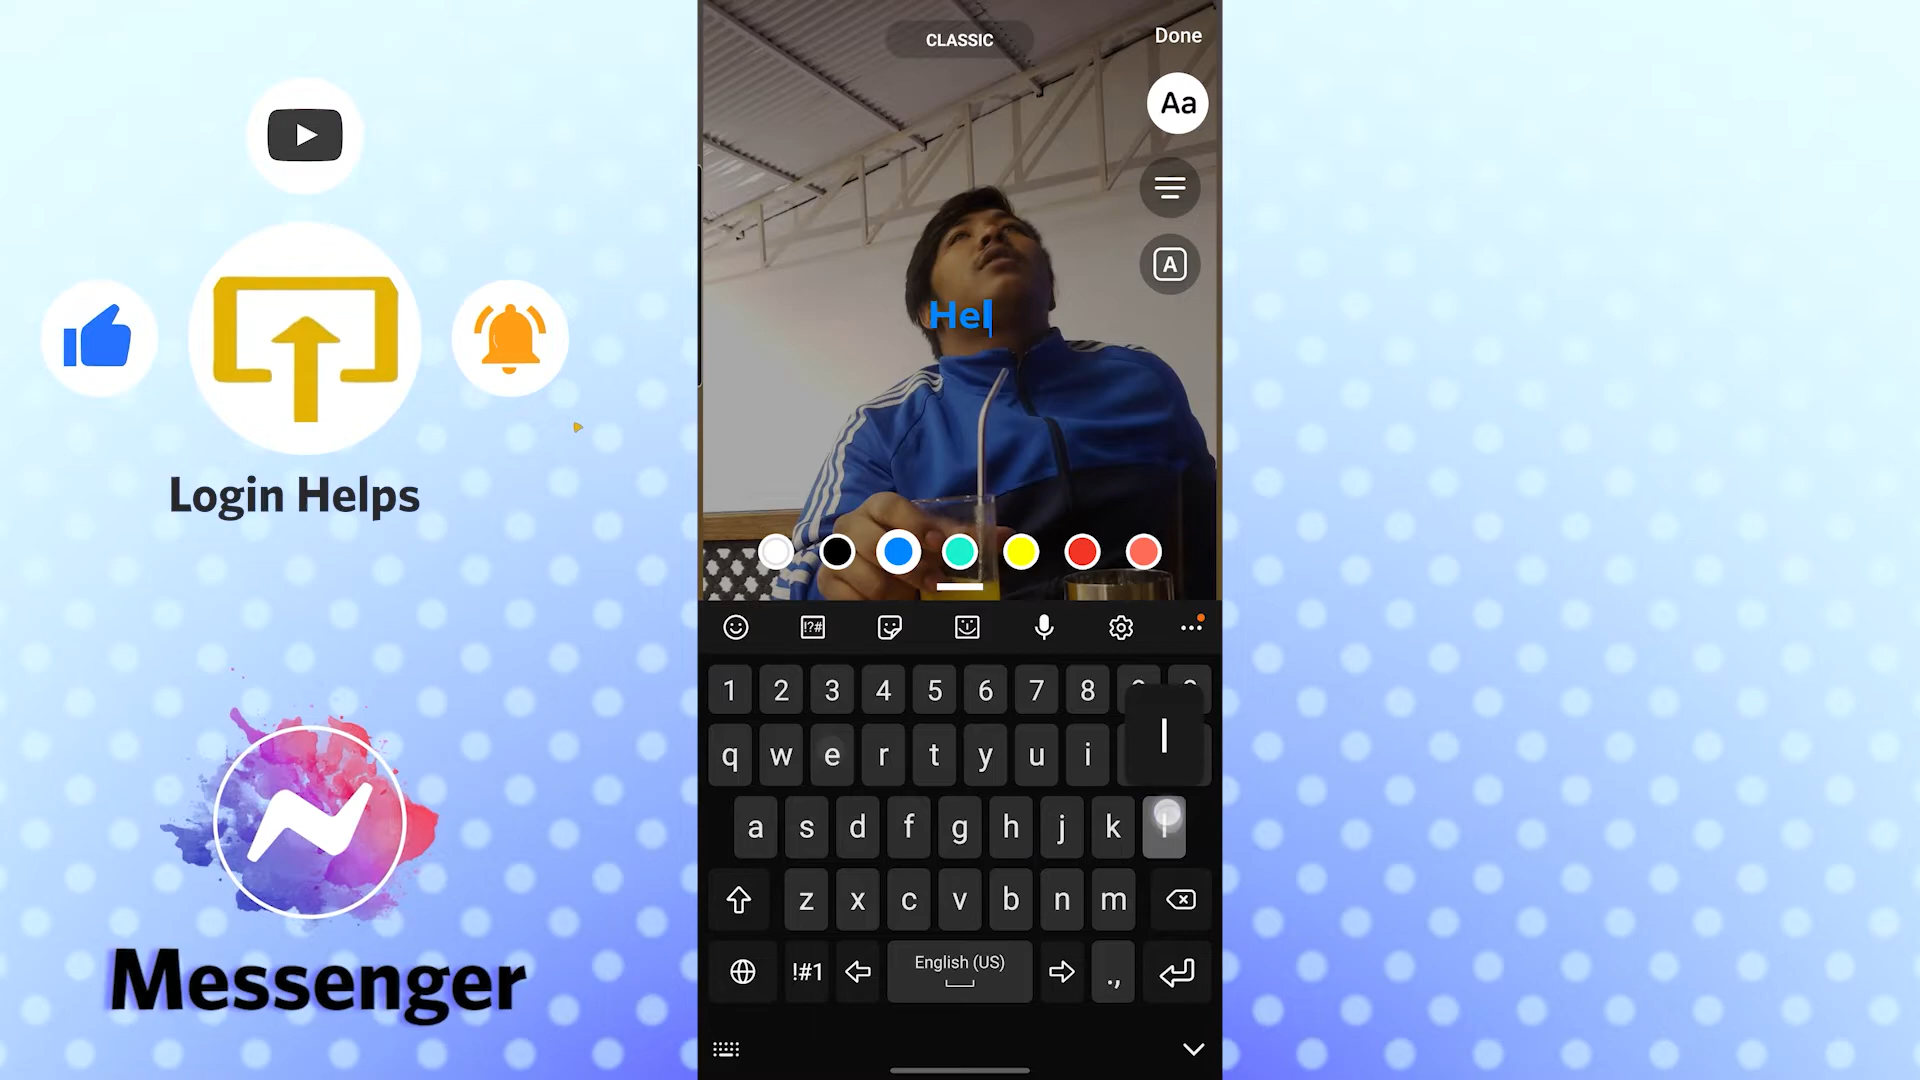 CLASSIC
Done
Aa
A
Hel
Login Helps
Messenger
!?#
1 2 3 4 5 6 7 8
q w e r t y u i
l
a s d f g h j k l
z x c v b n m
!#1
English (US)
.,